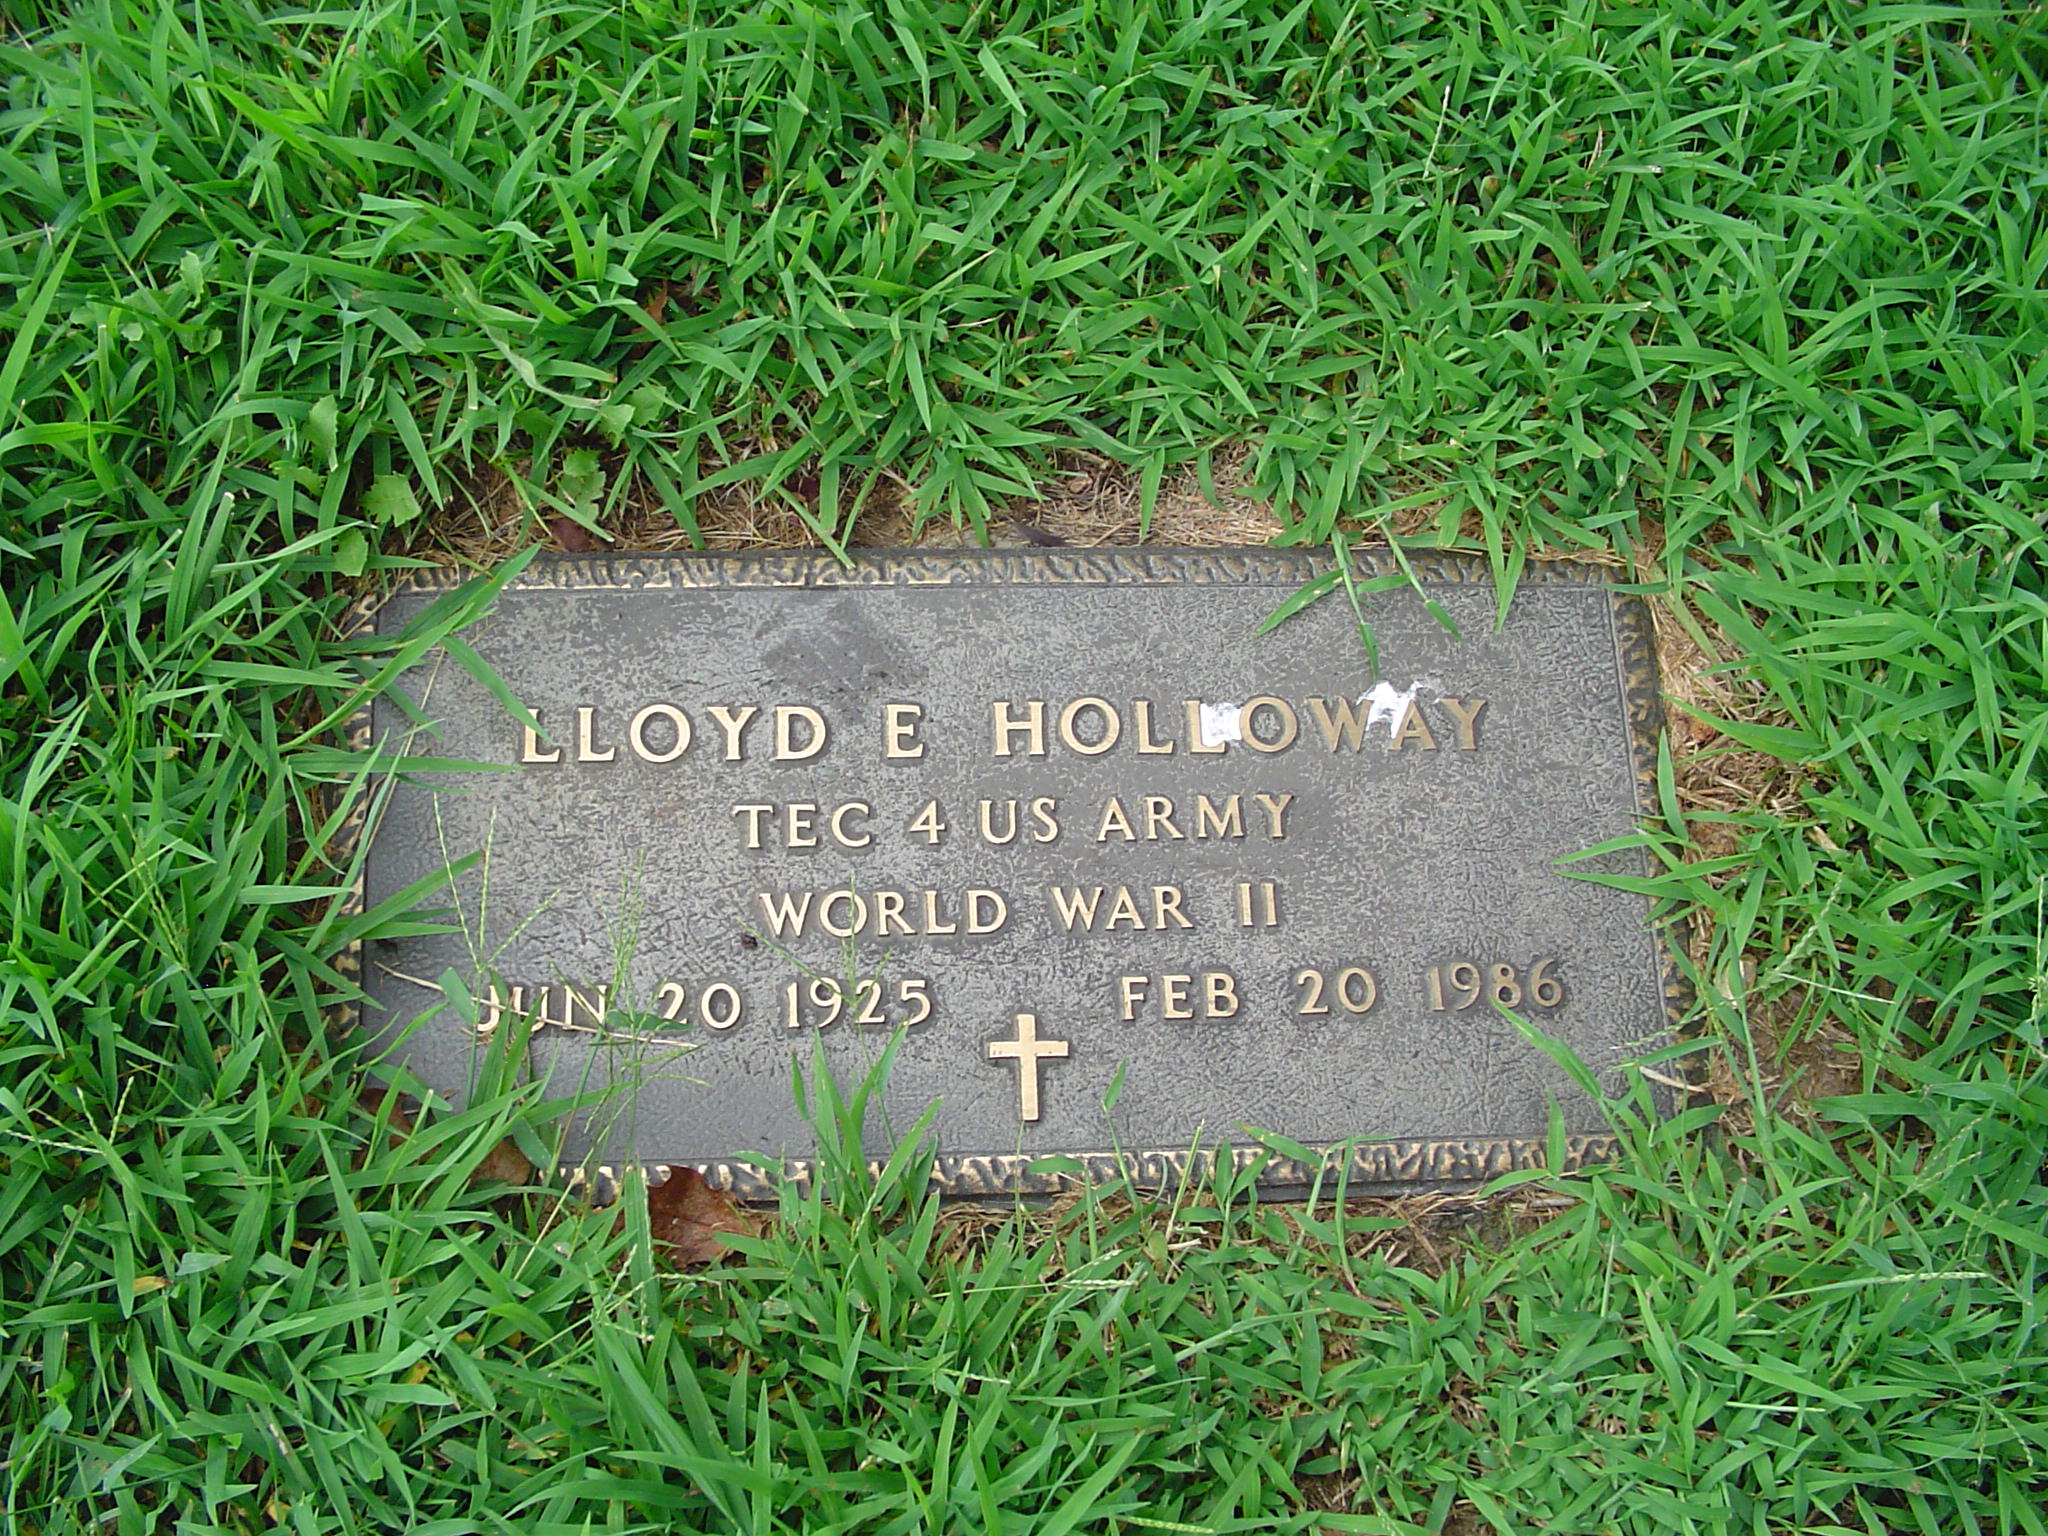 LLOYD E HOLLOWAY
TEC 4 US ARMY
WORLD WAR II
JUN 20 1925 FEB 20 1986